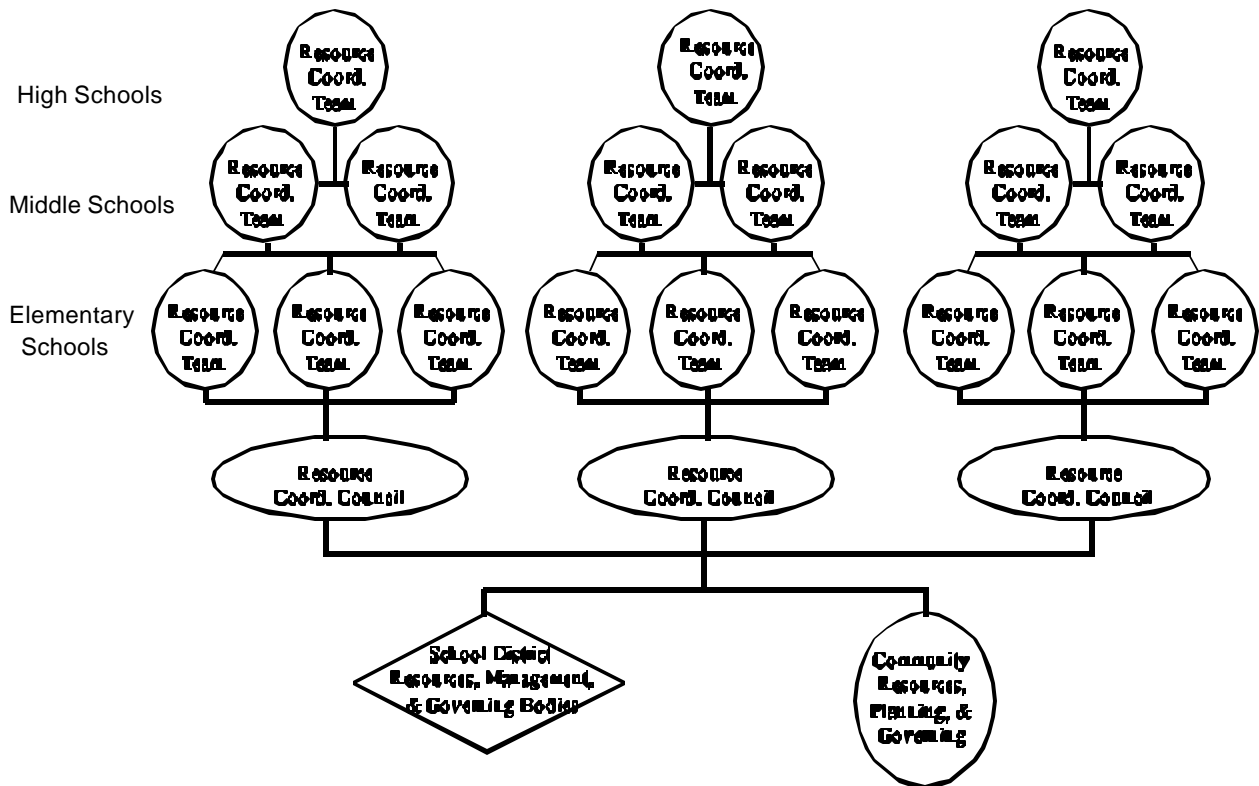 High Schools
Resource
Coord.
Team
Resource
Coord.
Team
Resource
Coord.
Team
Middle Schools
Resource
Coord.
Team
Resource
Coord.
Team
Resource
Coord.
Team
Resource
Coord.
Team
Resource
Coord.
Team
Resource
Coord.
Team
Elementary
Schools
Resource
Coord.
Team
Resource
Coord.
Team
Resource
Coord.
Team
Resource
Coord.
Team
Resource
Coord.
Team
Resource
Coord.
Team
Resource
Coord.
Team
Resource
Coord.
Team
Resource
Coord.
Team
Resource
Coord. Council
Resource
Coord. Council
Resource
Coord. Council
School District
Resources, Management,
& Governing Bodies
Community
Resources,
Planning, &
Governing